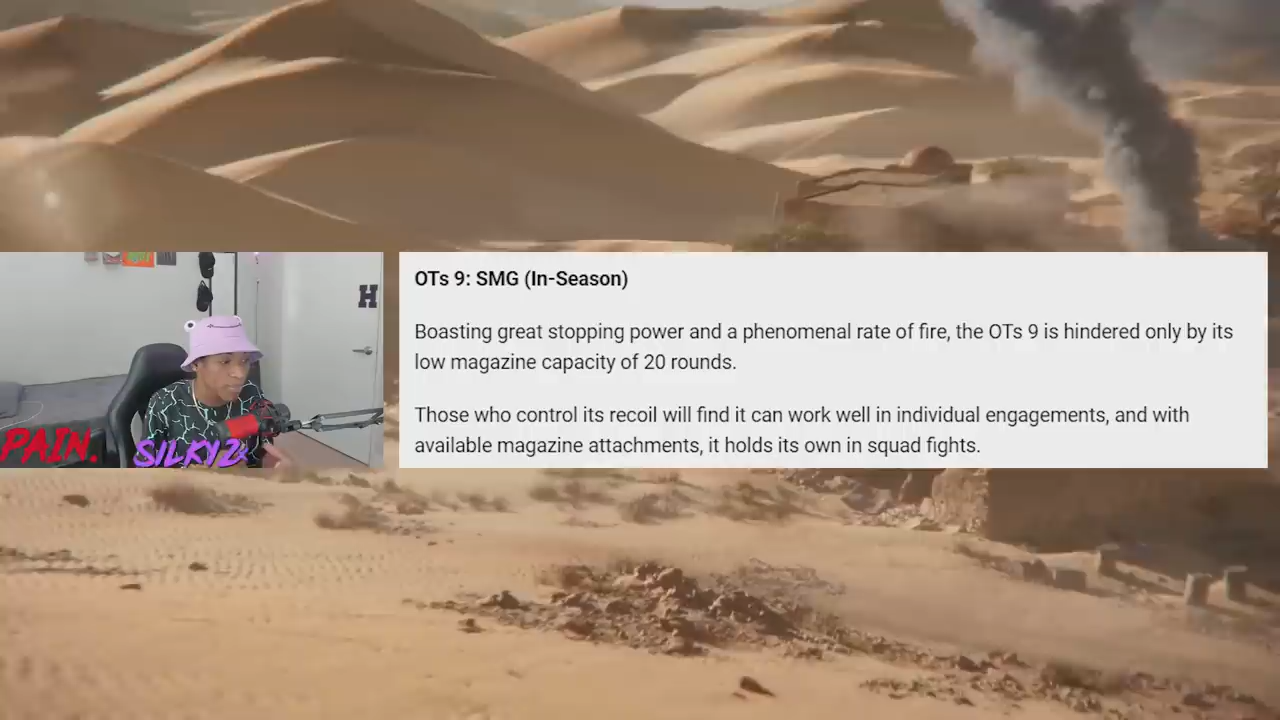 OTs 9: SMG (In-Season)
Boasting great stopping power and a phenomenal rate of fire, the OTs 9 is hindered only by its
low magazine capacity of 20 rounds.
Those who control its recoil will find it can work well in individual engagements, and with
available magazine attachments, it holds its own in squad fights.
H
PAIN.
SILKYZ